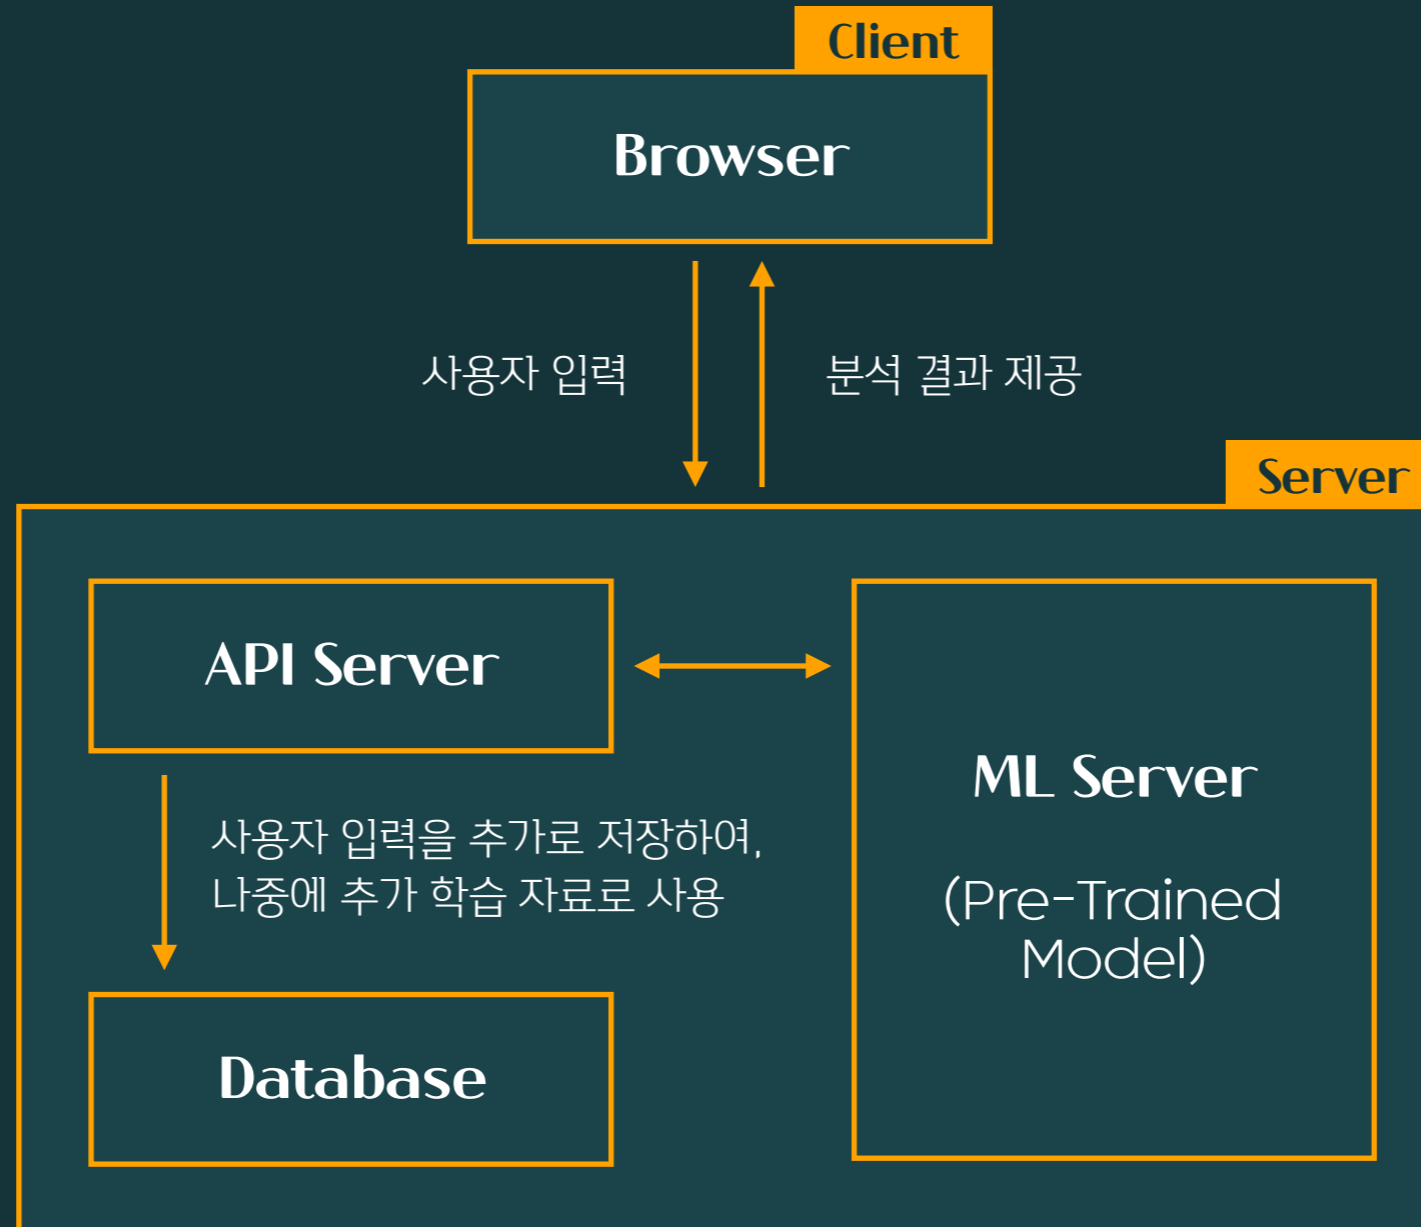 Client
Browser
사용자 입력
분석 결과 제공
Server
API Server
사용자 입력을 추가로 저장하여,
나중에 추가 학습 자료로 사용
Database
ML Server
(Pre-Trained
Model)